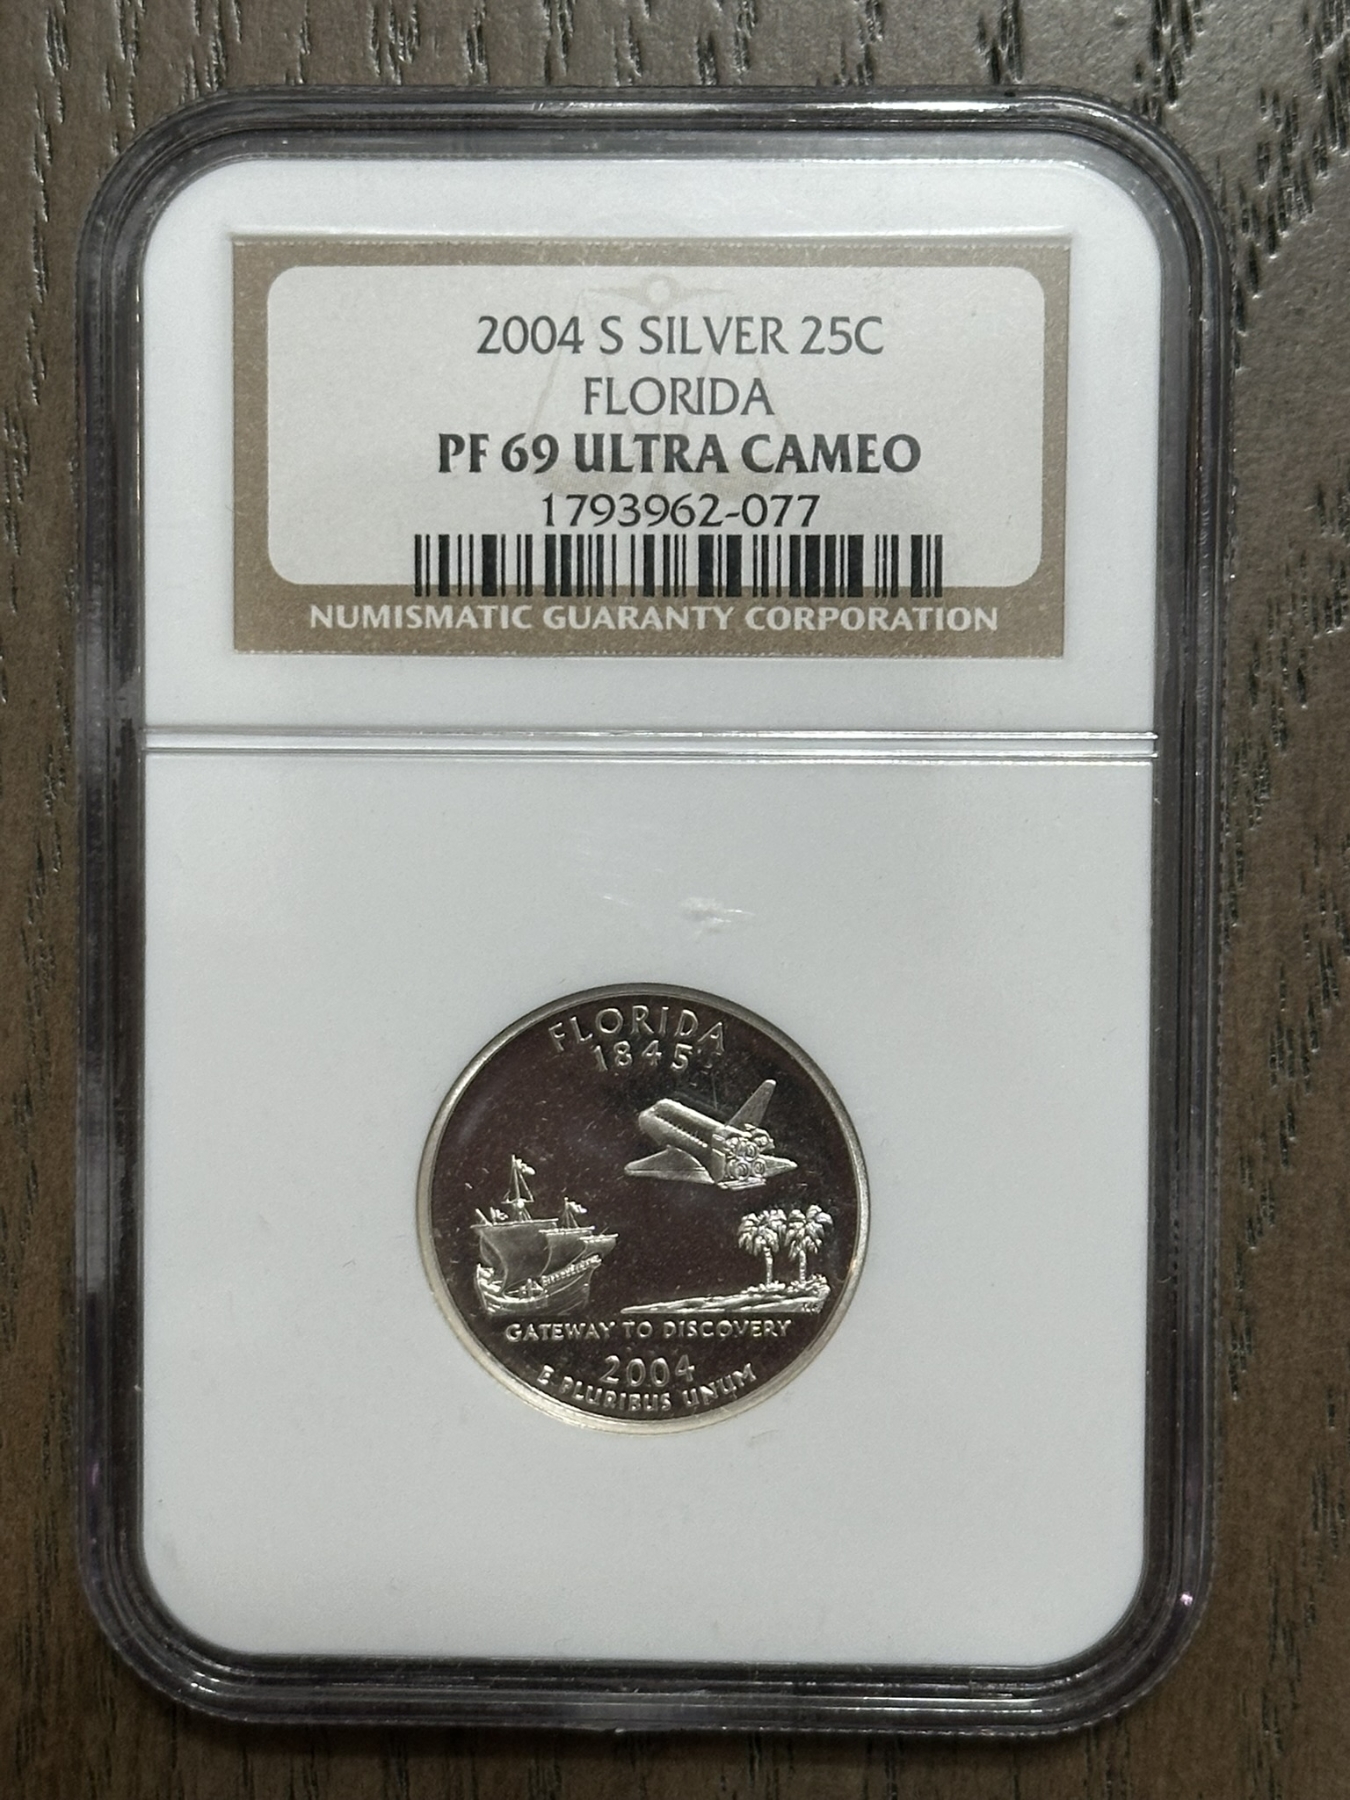 2004 S SILVER 25C
FLORIDA
PF 69 ULTRA CAMEO
1793962-077
NUMISMATIC GUARANTY CORPORATION
FLORIDA
1845
GATEWAY TO DISCOVERY
2004
E PLURIBUS UNUM